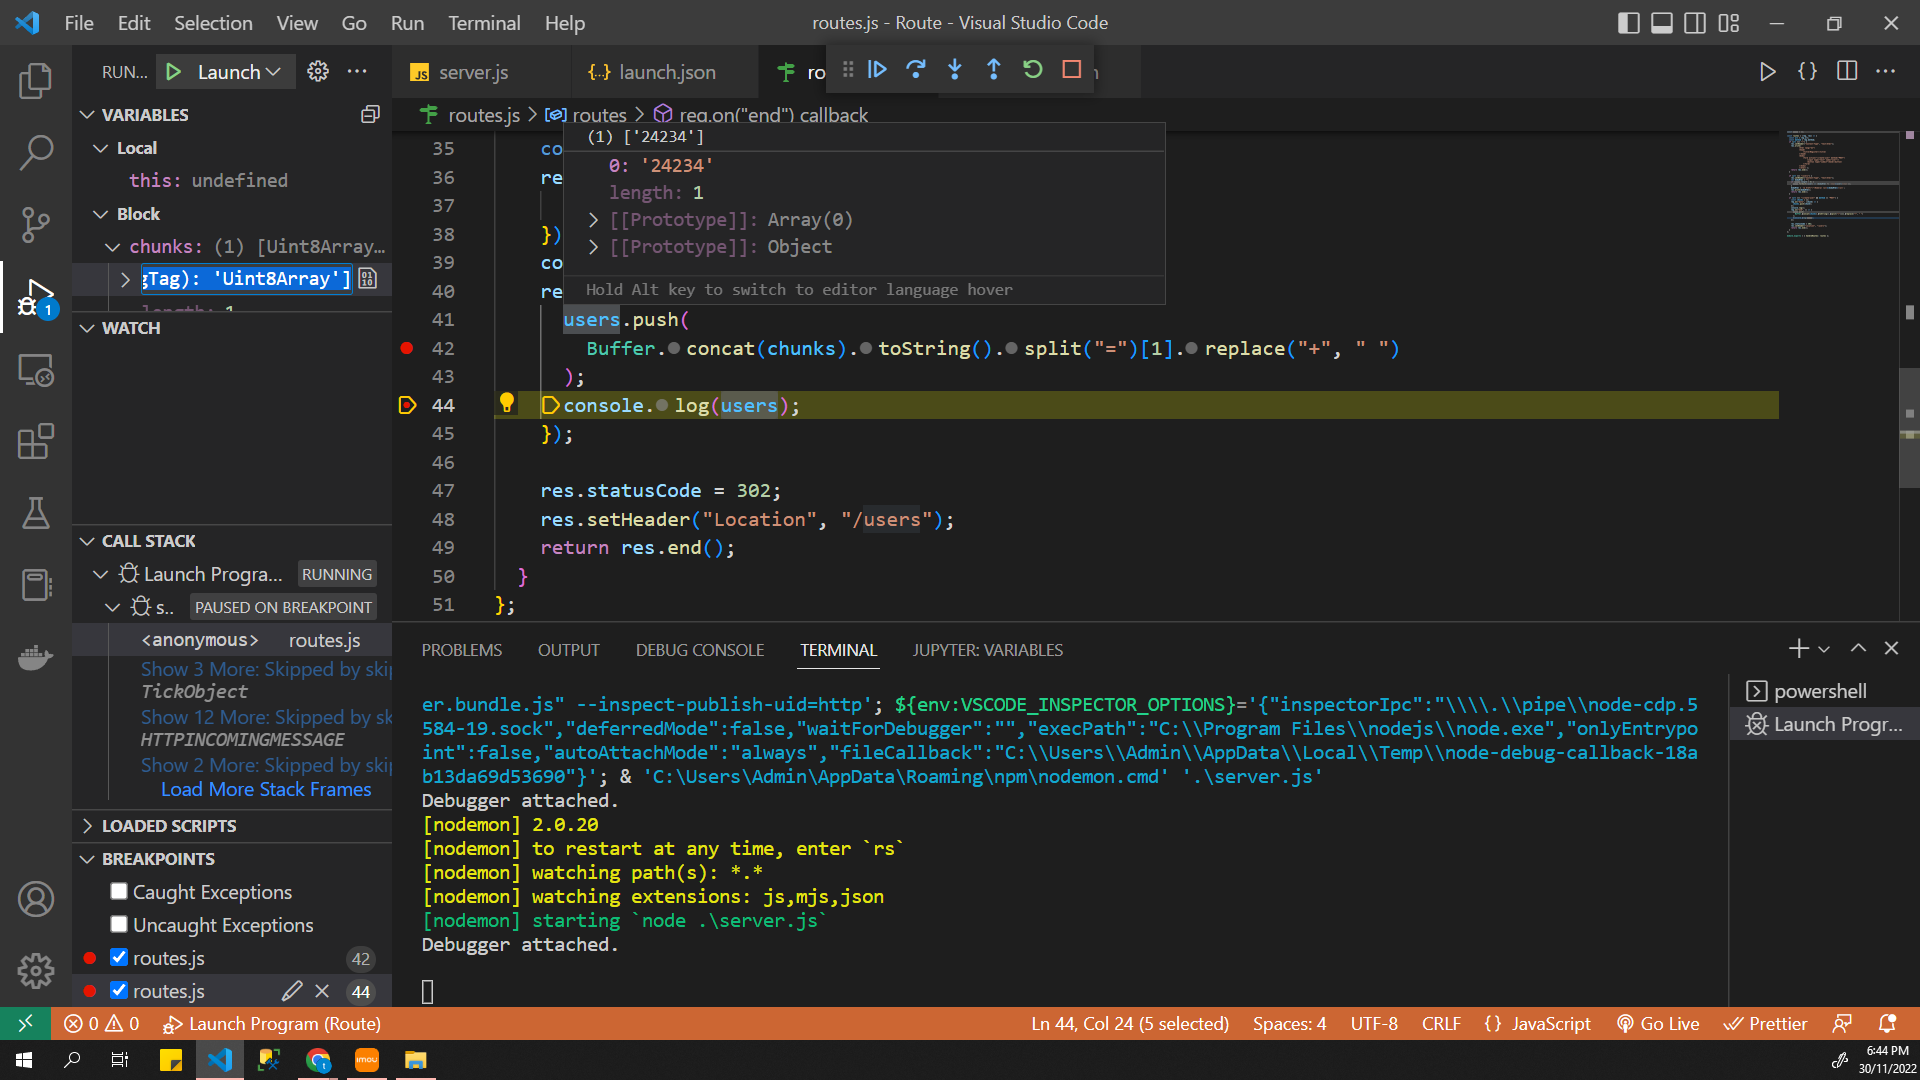 File Edit Selection View Go Run Terminal Help
routes.js - Route - Visual Studio Code
RUN... Launch
JS server.js
{..} launch.json
VARIABLES
Local
this: undefined
Block
chunks: (1) [Uint8Array...
gTag): 'Uint8Array']
WATCH
CALL STACK
Launch Progra... RUNNING
s.. PAUSED ON BREAKPOINT
<anonymous> routes.js
Show 3 More: Skipped by skip
TickObject
Show 12 More: Skipped by sk
HTTPINCOMINGMESSAGE
Show 2 More: Skipped by skip
Load More Stack Frames
LOADED SCRIPTS
BREAKPOINTS
Caught Exceptions
Uncaught Exceptions
routes.js 42
routes.js 44
1
routes.js > routes > req.on("end") callback
(1) ['24234']
0: '24234'
length: 1
[[Prototype]]: Array(0)
[[Prototype]]: Object
Hold Alt key to switch to editor language hover
35 co
36 re
37
38 })
39 co
40 re
41 users.push(
42 Buffer.concat(chunks).toString().split("=")[1].replace("+", " ")
43 );
44 console.log(users);
45 });
46
47 res.statusCode = 302;
48 res.setHeader("Location", "/users");
49 return res.end();
50 }
51 };
PROBLEMS OUTPUT DEBUG CONSOLE TERMINAL JUPYTER: VARIABLES
er.bundle.js" --inspect-publish-uid=http'; ${env:VSCODE_INSPECTOR_OPTIONS}='{"inspectorIpc":"\\\\.\\pipe\\node-cdp.5
584-19.sock","deferredMode":false,"waitForDebugger":"","execPath":"C:\\Program Files\\nodejs\\node.exe","onlyEntrypo
int":false,"autoAttachMode":"always","fileCallback":"C:\\Users\\Admin\\AppData\\Local\\Temp\\node-debug-callback-18a
b13da69d53690"}'; & 'C:\Users\Admin\AppData\Roaming\npm\nodemon.cmd' '.\server.js'
Debugger attached.
[nodemon] 2.0.20
[nodemon] to restart at any time, enter `rs`
[nodemon] watching path(s): *.*
[nodemon] watching extensions: js,mjs,json
[nodemon] starting `node .\server.js`
Debugger attached.
powershell
Launch Progr...
0 0 Launch Program (Route)
Ln 44, Col 24 (5 selected) Spaces: 4 UTF-8 CRLF {} JavaScript Go Live Prettier
imou
6:44 PM
30/11/2022